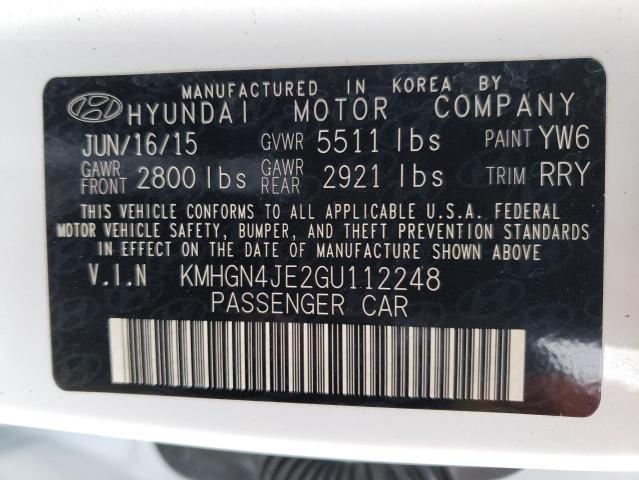 MANUFACTURED IN KOREA BY
HYUNDAI MOTOR COMPANY
JUN/16/15 GVWR 5511 lbs PAINT YW6
GAWR FRONT 2800 lbs GAWR REAR 2921 lbs TRIM RRY
THIS VEHICLE CONFORMS TO ALL APPLICABLE U.S.A. FEDERAL
MOTOR VEHICLE SAFETY, BUMPER, AND THEFT PREVENTION STANDARDS
IN EFFECT ON THE DATE OF MANUFACTURE SHOWN ABOVE
V.I.N KMHGN4JE2GU112248
PASSENGER CAR